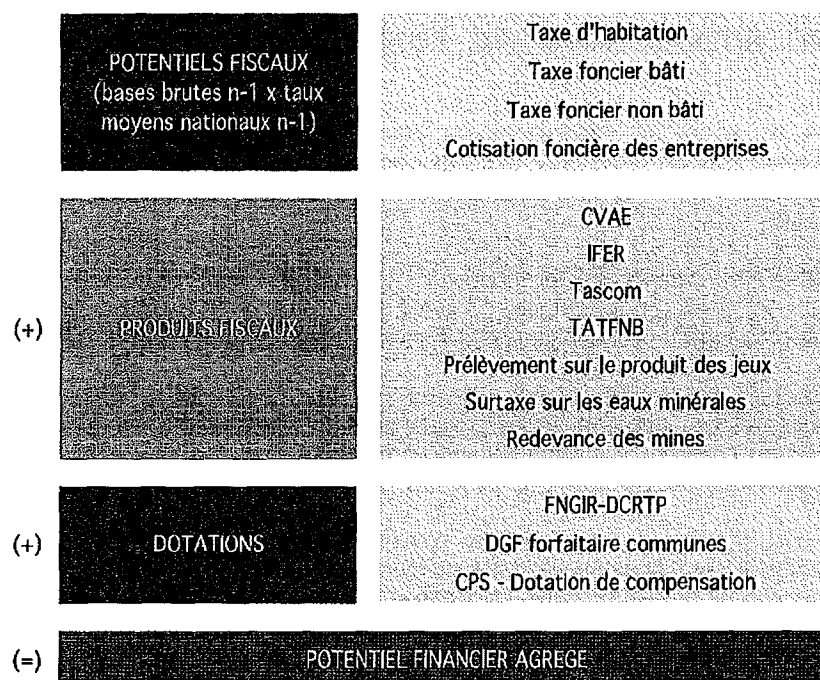 POTENTIELS FISCAUX
(bases brutes n-1 x taux
moyens nationaux n-1)
Taxe d'habitation
Taxe foncier bâti
Taxe foncier non bâti
Cotisation foncière des entreprises
(+)
PRODUITS FISCAUX
CVAE
IFER
Tascom
TATFNB
Prélèvement sur le produit des jeux
Surtaxe sur les eaux minérales
Redevance des mines
(+)
DOTATIONS
FNGIR-DCRTP
DGF forfaitaire communes
CPS - Dotation de compensation
(=)
POTENTIEL FINANCIER AGREGE